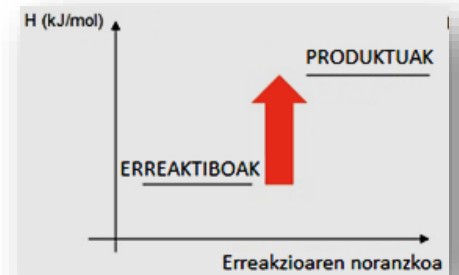 H (kJ/mol)
PRODUKTUAK
ERREAKTIBOAK
Erreakzioaren noranzkoa